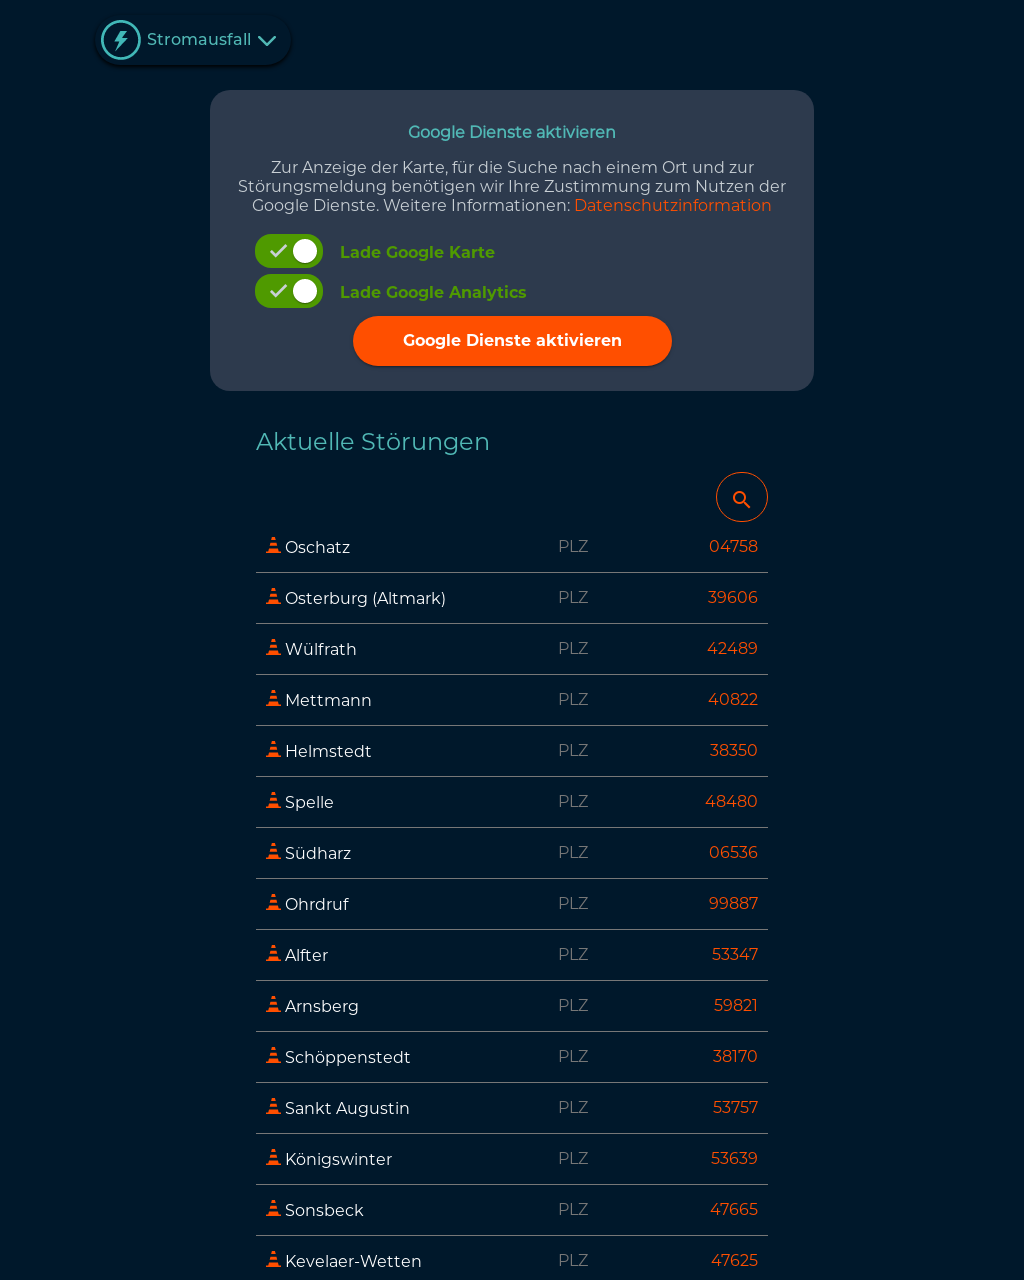 Stromausfall
Google Dienste aktivieren
Zur Anzeige der Karte, für die Suche nach einem Ort und zur
Störungsmeldung benötigen wir Ihre Zustimmung zum Nutzen der
Google Dienste. Weitere Informationen: Datenschutzinformation
Lade Google Karte
Lade Google Analytics
Google Dienste aktivieren
Aktuelle Störungen
Oschatz PLZ 04758
Osterburg (Altmark) PLZ 39606
Wülfrath PLZ 42489
Mettmann PLZ 40822
Helmstedt PLZ 38350
Spelle PLZ 48480
Südharz PLZ 06536
Ohrdruf PLZ 99887
Alfter PLZ 53347
Arnsberg PLZ 59821
Schöppenstedt PLZ 38170
Sankt Augustin PLZ 53757
Königswinter PLZ 53639
Sonsbeck PLZ 47665
Kevelaer-Wetten PLZ 47625